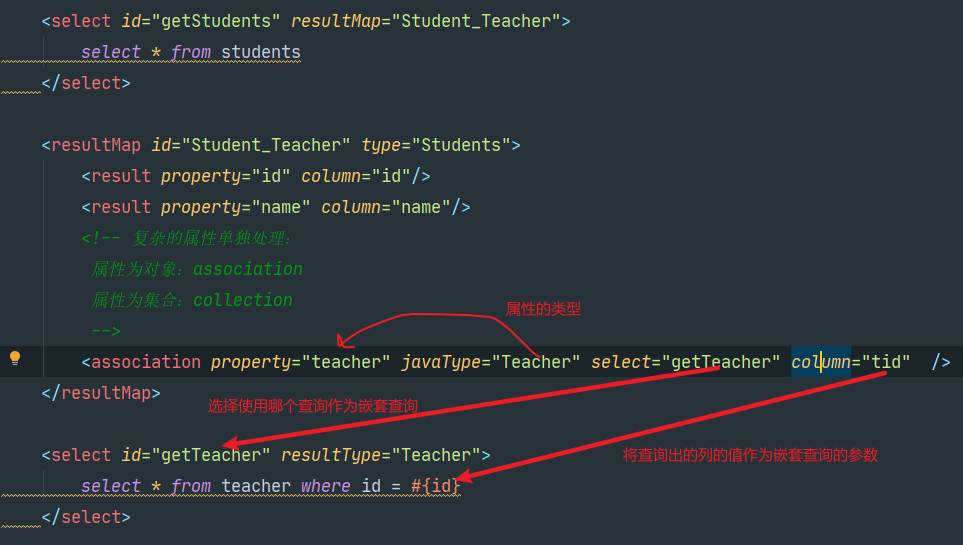 <select id="getStudents" resultMap="Student_Teacher">
select * from students
</select>
<resultMap id="Student_Teacher" type="Students">
<result property="id" column="id"/>
<result property="name" column="name"/>
<!-- 复杂的属性单独处理：
属性为对象：association
属性为集合：collection
-->
属性的类型
<association property="teacher" javaType="Teacher" select="getTeacher" column="tid" />
</resultMap>
选择使用哪个查询作为嵌套查询
<select id="getTeacher" resultType="Teacher">
将查询出的列的值作为嵌套查询的参数
select * from teacher where id = #{id}
</select>